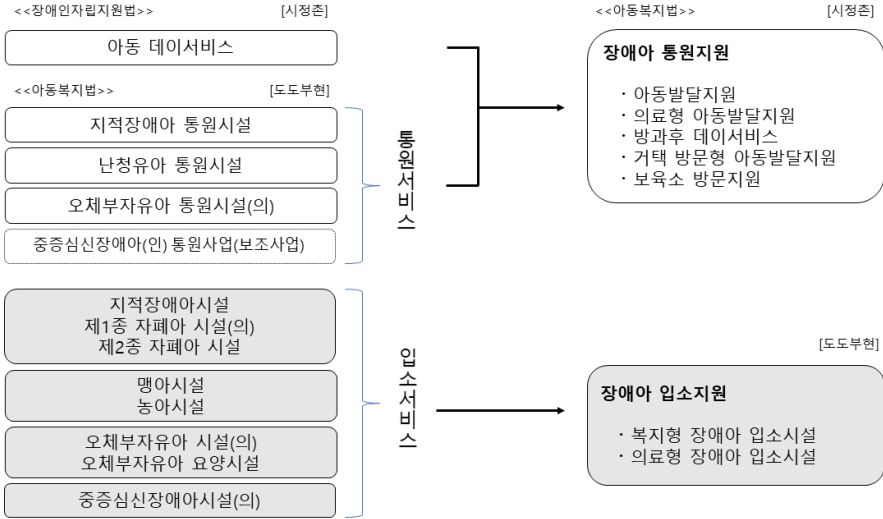 <<장애인자립지원법>> [시정촌]
아동 데이서비스
<<아동복지법>> [도도부현]
지적장애아 통원시설
난청유아 통원시설
오체부자유아 통원시설(의)
중증심신장애아(인) 통원사업(보조사업)
통원서비스
지적장애아시설
제1종 자폐아 시설(의)
제2종 자폐아 시설
맹아시설
농아시설
오체부자유아 시설(의)
오체부자유아 요양시설
중증심신장애아시설(의)
입소서비스
<<아동복지법>> [시정촌]
장애아 통원지원
· 아동발달지원
· 의료형 아동발달지원
· 방과후 데이서비스
· 거택 방문형 아동발달지원
· 보육소 방문지원
[도도부현]
장애아 입소지원
· 복지형 장애아 입소시설
· 의료형 장애아 입소시설